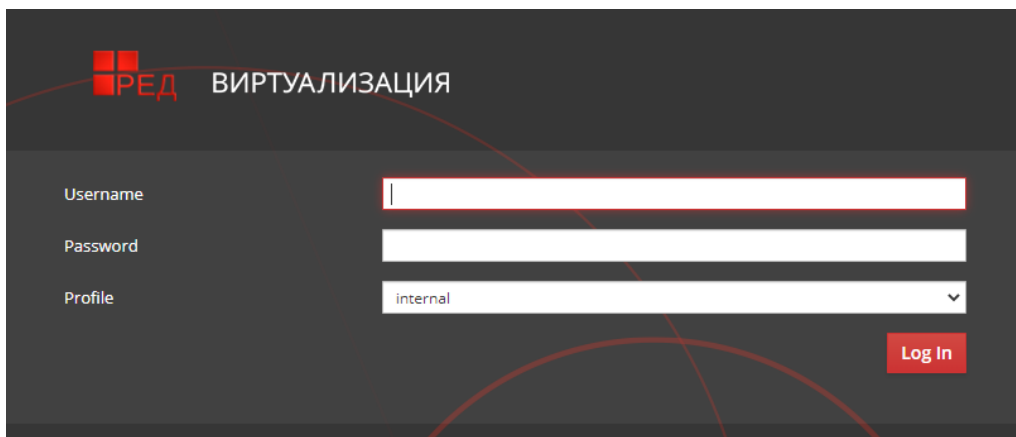 РЕД ВИРТУАЛИЗАЦИЯ
Username
Password
Profile internal
Log In